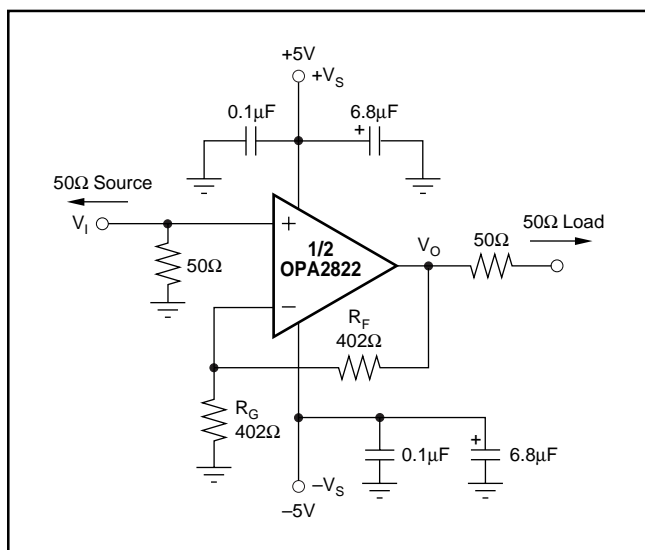 +5V
+V_S
0.1µF
6.8µF
+
50Ω Source
V_I
50Ω Load
+
1/2
OPA2822
V_O
50Ω
50Ω
–
R_F
402Ω
R_G
402Ω
+
0.1µF
6.8µF
–V_S
–5V